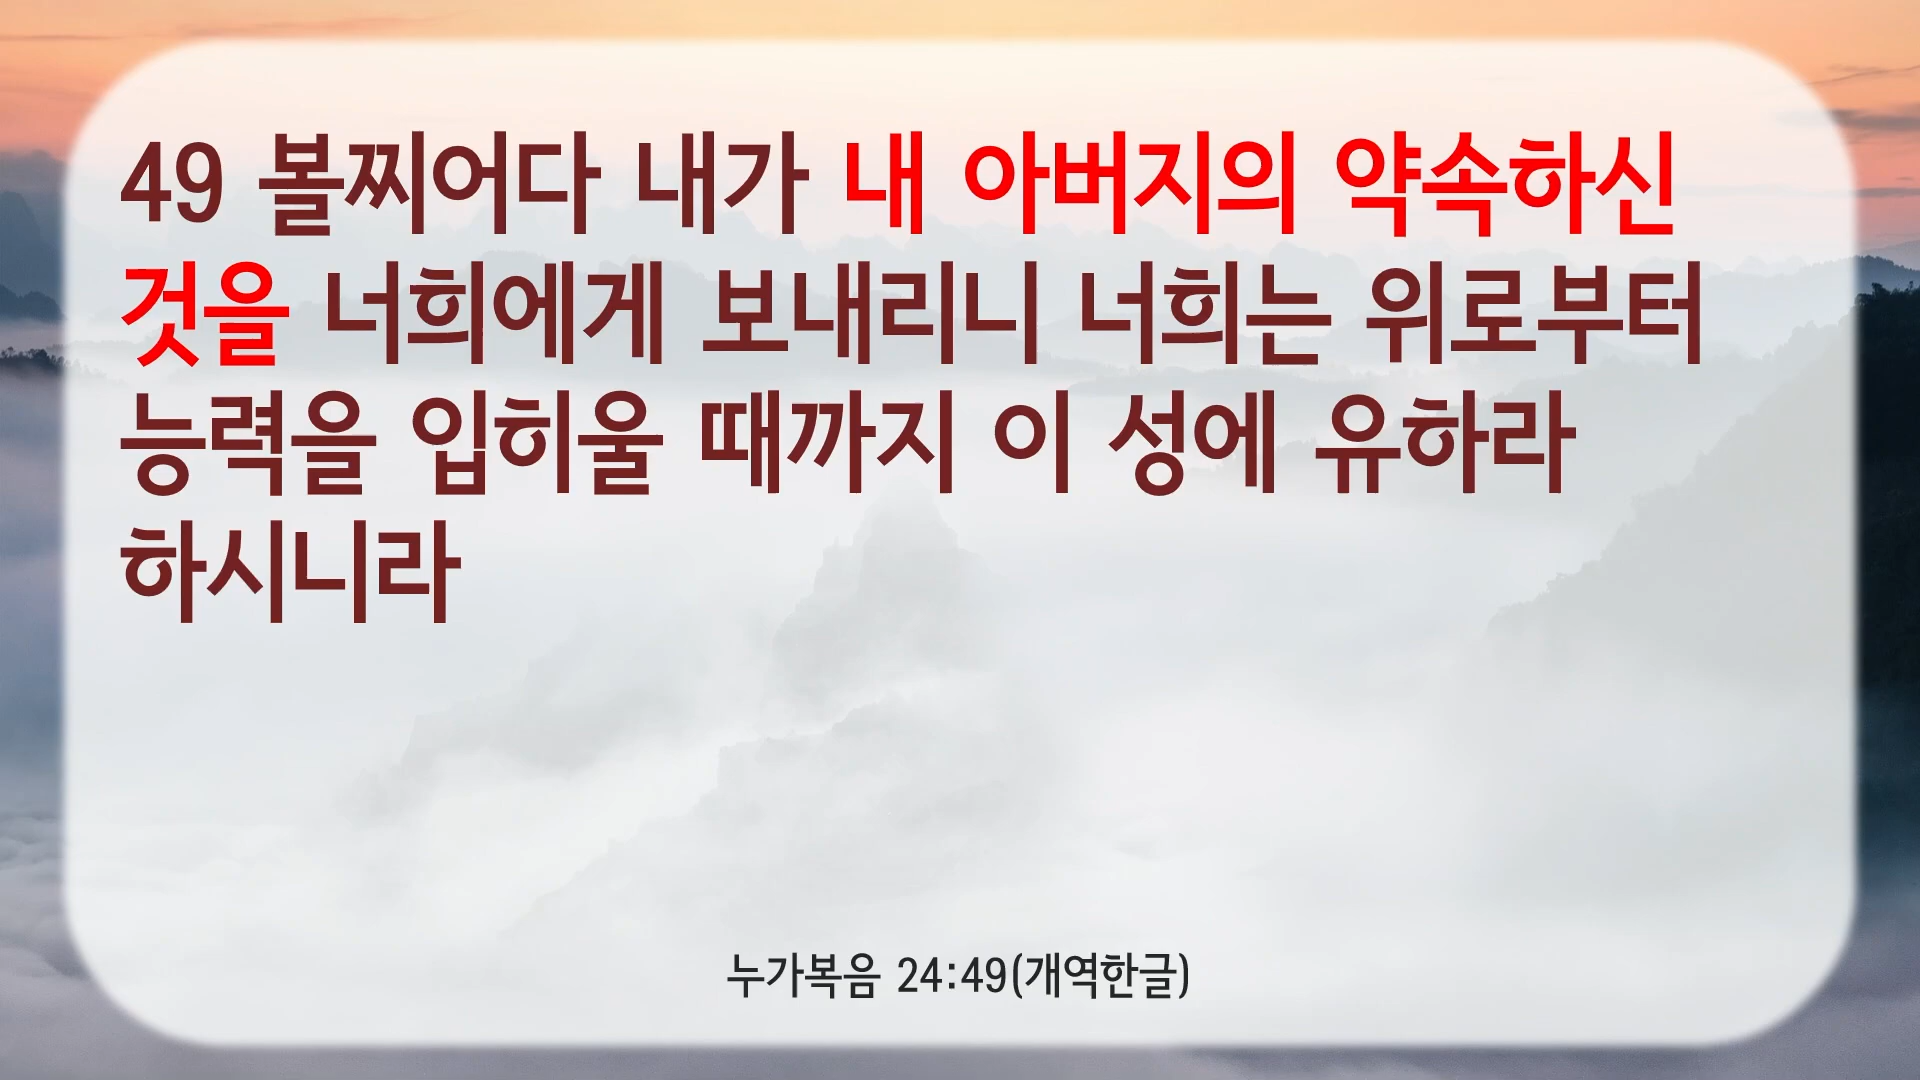 49 볼찌어다 내가 내 아버지의 약속하신
것을 너희에게 보내리니 너희는 위로부터
능력을 입히울 때까지 이 성에 유하라
하시니라
누가복음 24:49(개역한글)